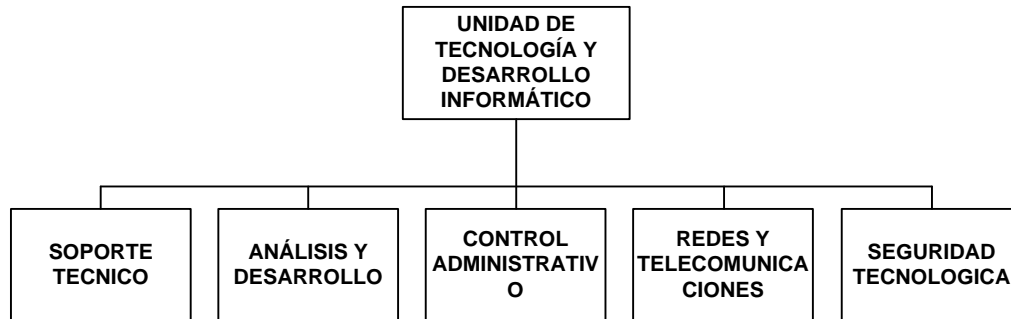 UNIDAD DE
TECNOLOGÍA Y
DESARROLLO
INFORMÁTICO
SOPORTE
TECNICO
ANÁLISIS Y
DESARROLLO
CONTROL
ADMINISTRATIV
O
REDES Y
TELECOMUNICA
CIONES
SEGURIDAD
TECNOLOGICA